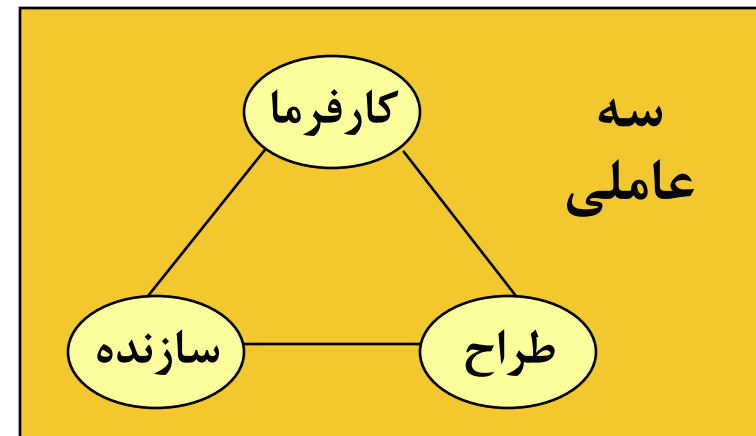 سه
عاملی
کارفرما
طراح
سازنده